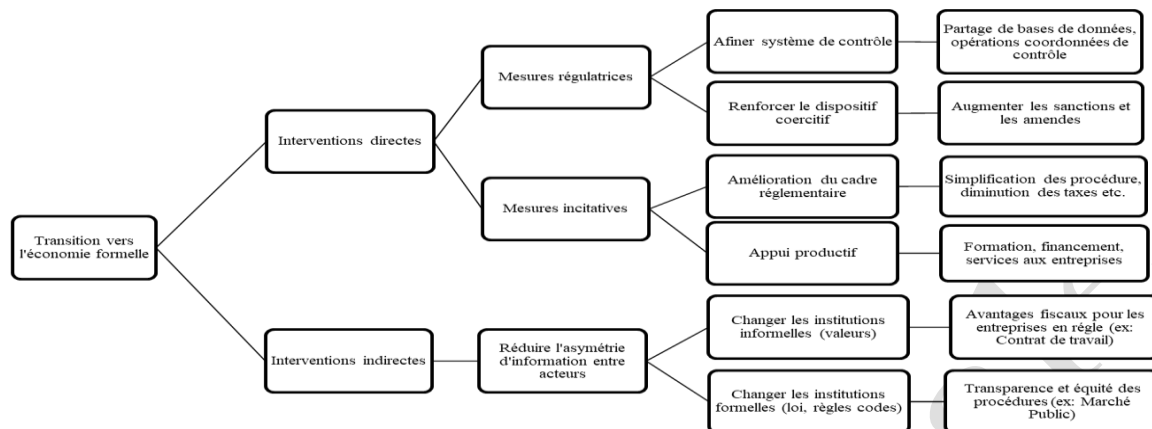 Transition vers
l'économie formelle
Interventions directes
Interventions indirectes
Mesures régulatrices
Mesures incitatives
Réduire l'asymétrie
d'information entre
acteurs
Afiner système de contrôle
Renforcer le dispositif
coercitif
Amélioration du cadre
réglementaire
Appui productif
Changer les institutions
informelles (valeurs)
Changer les institutions
formelles (loi, règles codes)
Partage de bases de données,
opérations coordonnées de
contrôle
Augmenter les sanctions et
les amendes
Simplification des procédure,
diminution des taxes etc.
Formation, financement,
services aux entreprises
Avantages fiscaux pour les
entreprises en régle (ex:
Contrat de travail)
Transparence et équité des
procédures (ex: Marché
Public)